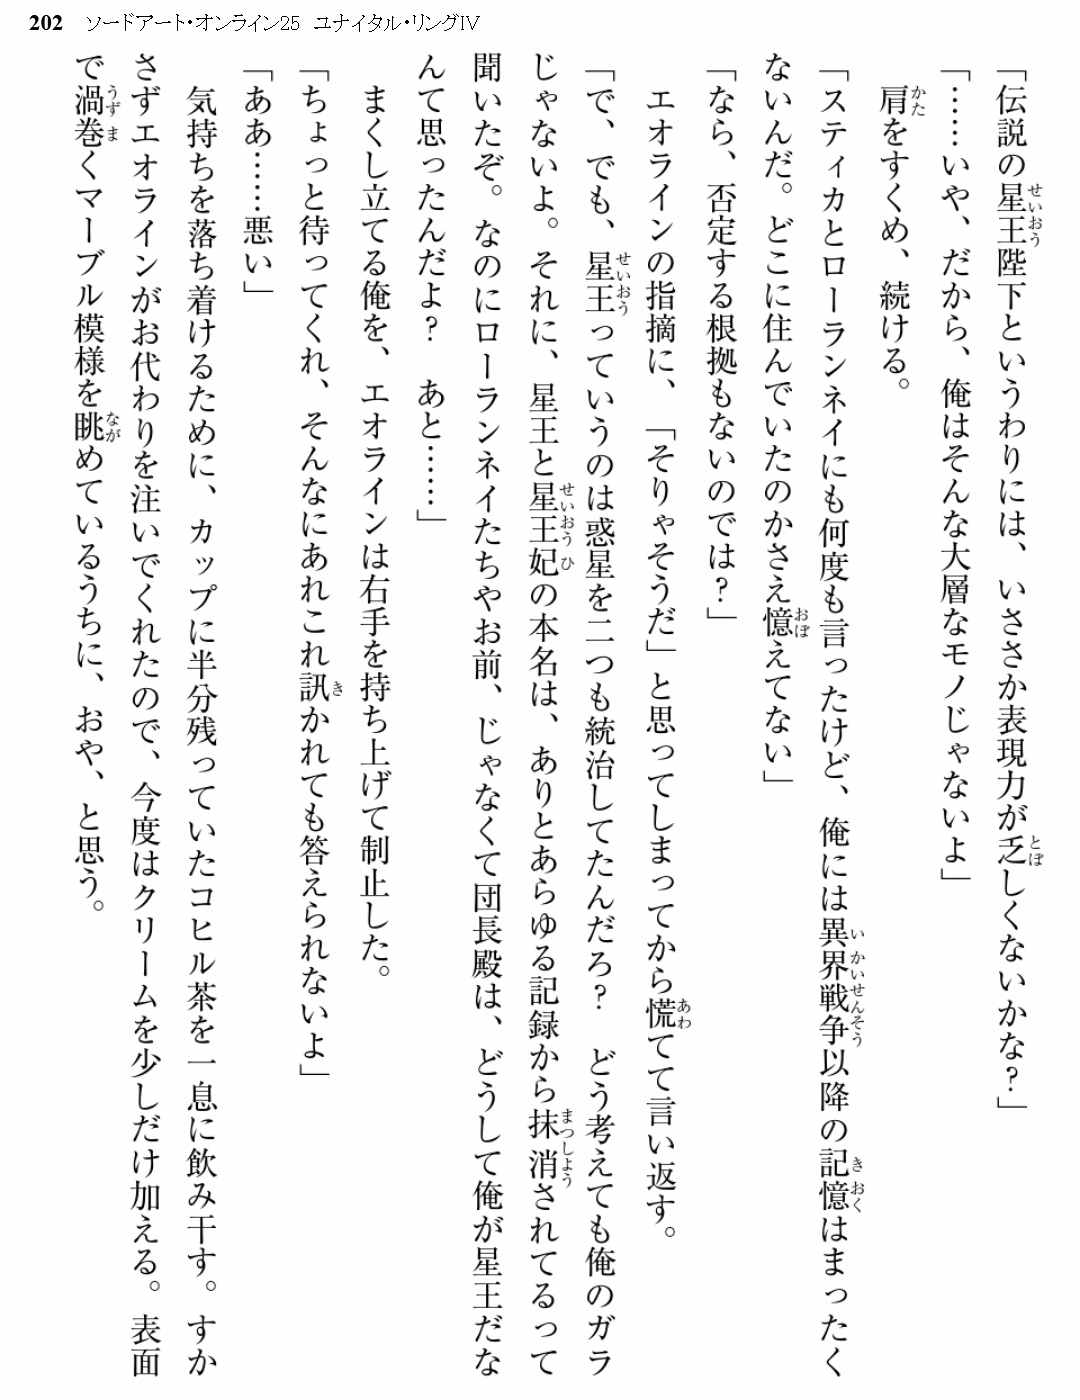 202 ソードアート・オンライン25 ユナイタル・リングIV
「伝説の星王陛下というわりには、いささか表現力が乏しくないかな？」
「……いや、だから、俺はそんな大層なモノじゃないよ」
肩をすくめ、続ける。
「スティカとローランネイにも何度も言ったけど、俺には異界戦争以降の記憶はまったく
ないんだ。どこに住んでいたのかさえ憶えてない」
「なら、否定する根拠もないのでは？」
エオラインの指摘に、「そりゃそうだ」と思ってしまってから慌てて言い返す。
「で、でも、星王っていうのは惑星を二つも統治してたんだろ？　どう考えても俺のガラ
じゃないよ。それに、星王と星王妃の本名は、ありとあらゆる記録から抹消されてるって
聞いたぞ。なのにローランネイたちやお前、じゃなくて団長殿は、どうして俺が星王だな
んて思ったんだよ？　あと……」
まくし立てる俺を、エオラインは右手を持ち上げて制止した。
「ちょっと待ってくれ、そんなにあれこれ訊かれても答えられないよ」
「ああ……悪い」
気持ちを落ち着けるために、カップに半分残っていたコヒル茶を一息に飲み干す。すか
さずエオラインがお代わりを注いでくれたので、今度はクリームを少しだけ加える。表面
で渦巻くマーブル模様を眺めているうちに、おや、と思う。